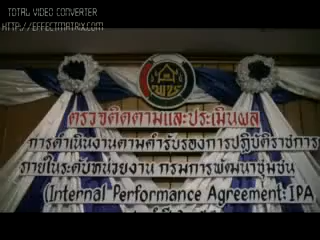 TOTAL VIDEO CONVERTER
HTTP://EFFECTMATRIX.COM
ตรวจติดตามและประเมินผล
การดำเนินงานตามคำรับรองการปฏิบัติราชการ
ภายในระดับหน่วยงาน กรมการพัฒนาชุมชน
(Internal Performance Agreement: IPA